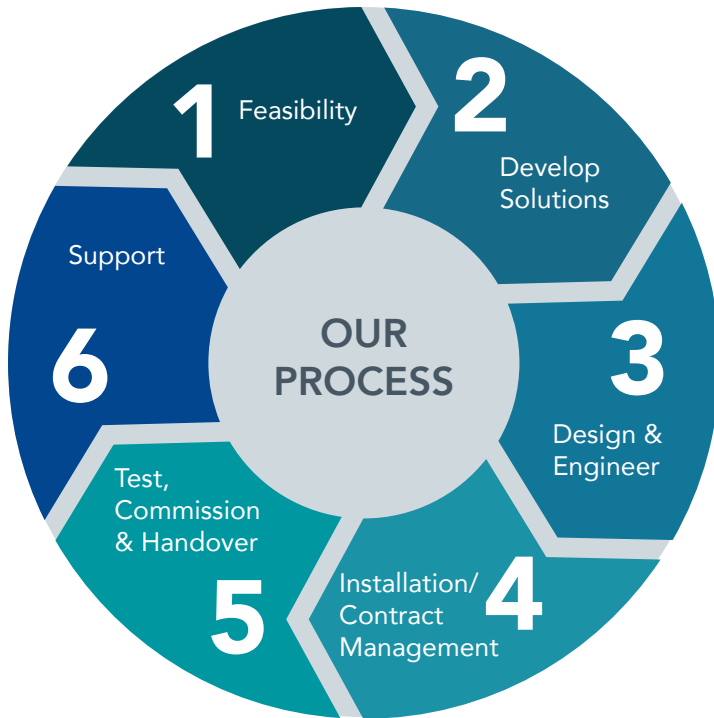 OUR
PROCESS
1
Feasibility
2
Develop
Solutions
3
Design &
Engineer
4
Installation/
Contract
Management
5
Test,
Commission
& Handover
6
Support